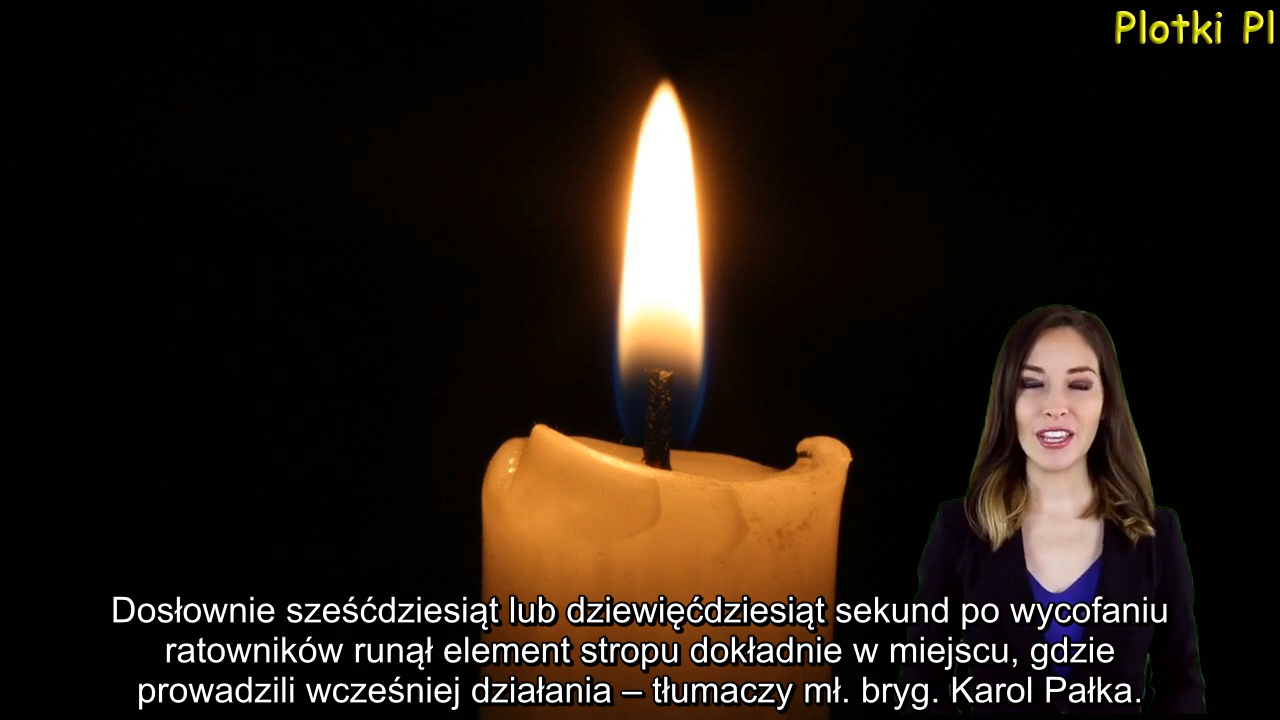 Plotki Pl
Dosłownie sześćdziesiąt lub dziewięćdziesiąt sekund po wycofaniu
ratowników runął element stropu dokładnie w miejscu, gdzie
prowadzili wcześniej działania – tłumaczy mł. bryg. Karol Pałka.